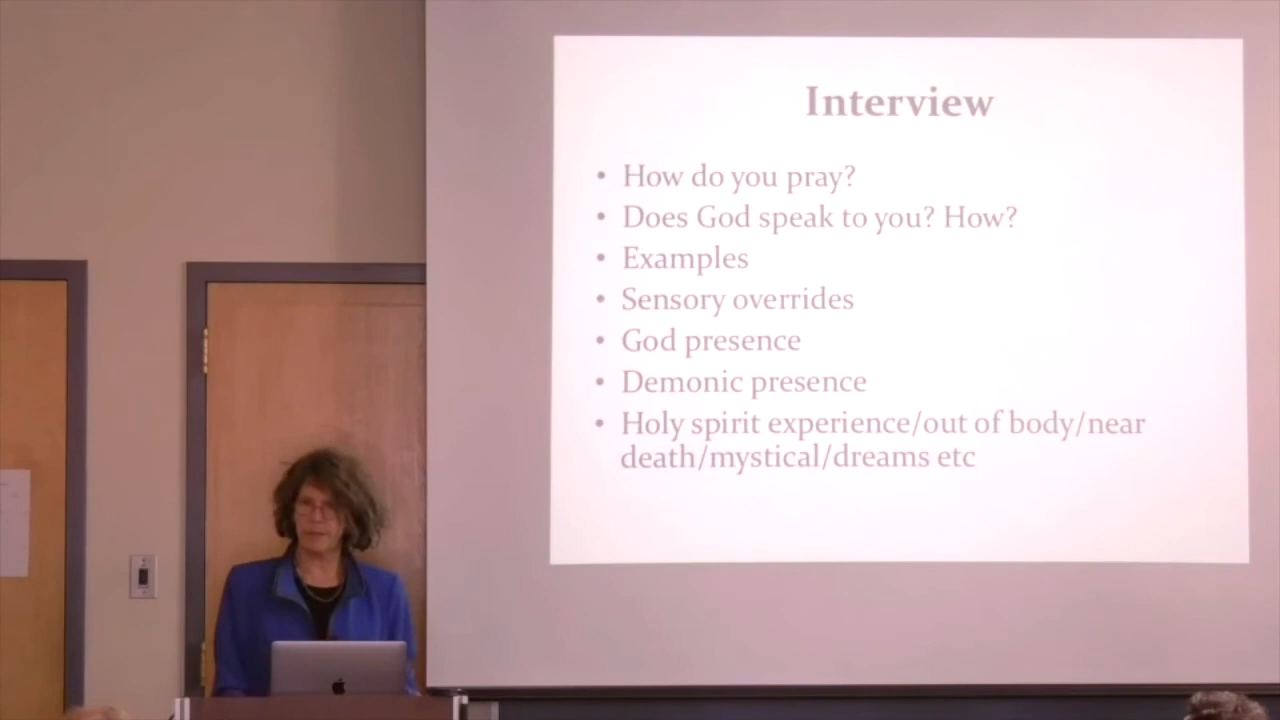 Interview
• How do you pray?
• Does God speak to you? How?
• Examples
• Sensory overrides
• God presence
• Demonic presence
• Holy spirit experience/out of body/near
death/mystical/dreams etc